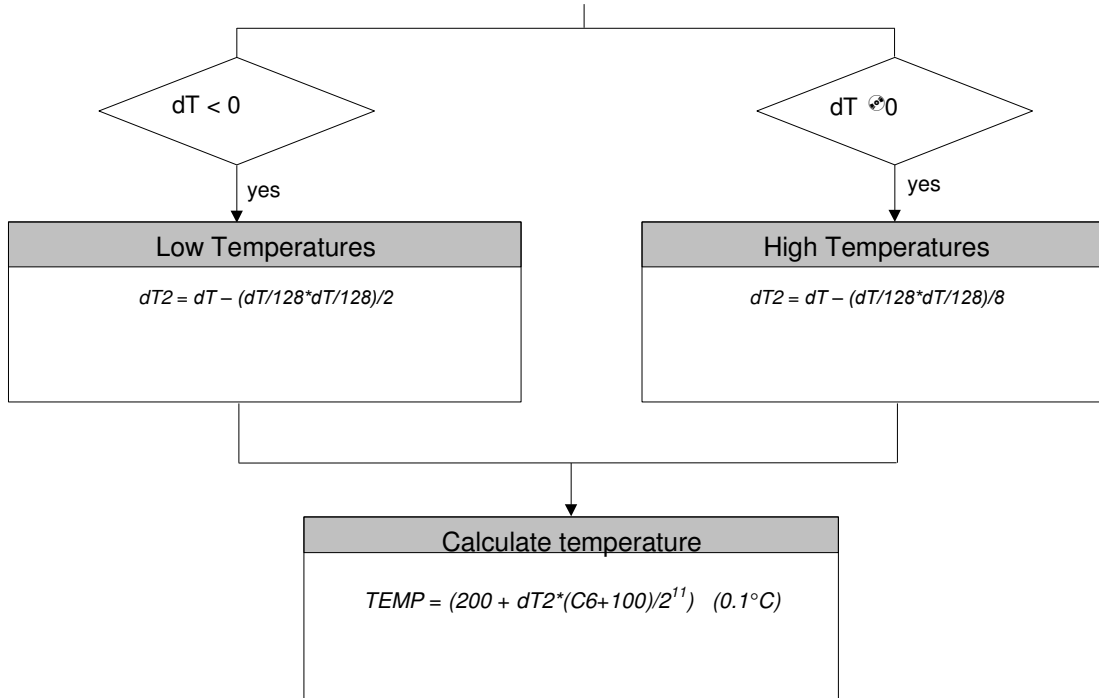 dT < 0
dT 0
yes
yes
Low Temperatures
High Temperatures
dT2 = dT – (dT/128*dT/128)/2
dT2 = dT – (dT/128*dT/128)/8
Calculate temperature
TEMP = (200 + dT2*(C6+100)/2¹¹) (0.1°C)